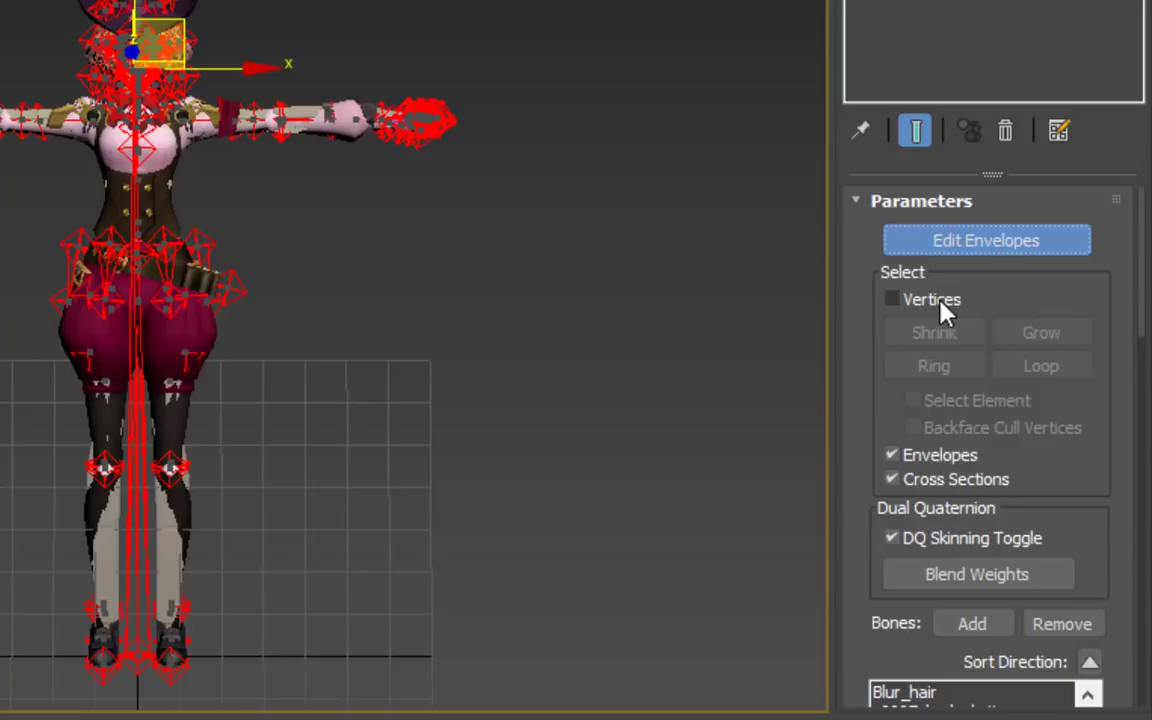 x
Parameters
Edit Envelopes
Select
Vertices
Shrink Grow
Ring Loop
Select Element
Backface Cull Vertices
Envelopes
Cross Sections
Dual Quaternion
DQ Skinning Toggle
Blend Weights
Bones: Add Remove
Sort Direction:
Blur_hair